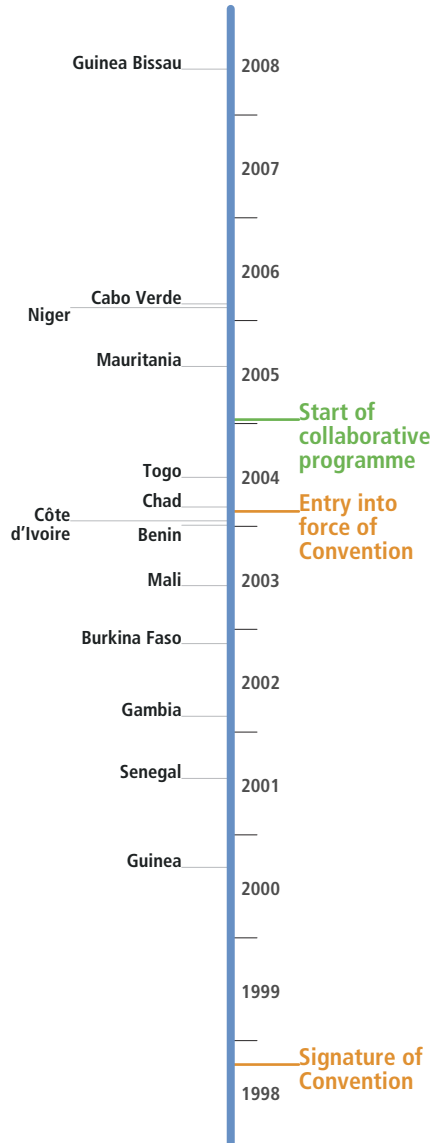 Guinea Bissau
2008
2007
2006
Cabo Verde
Niger
Mauritania
2005
Start of
collaborative
programme
Togo
2004
Chad
Entry into
force of
Convention
Côte
d’Ivoire
Benin
Mali
2003
Burkina Faso
2002
Gambia
Senegal
2001
Guinea
2000
1999
Signature of
Convention
1998